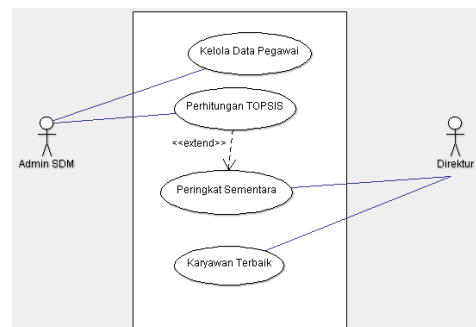 Kelola Data Pegawai
Perhitungan TOPSIS
<<extend>>
Admin SDM
Direktur
Peringkat Sementara
Karyawan Terbaik